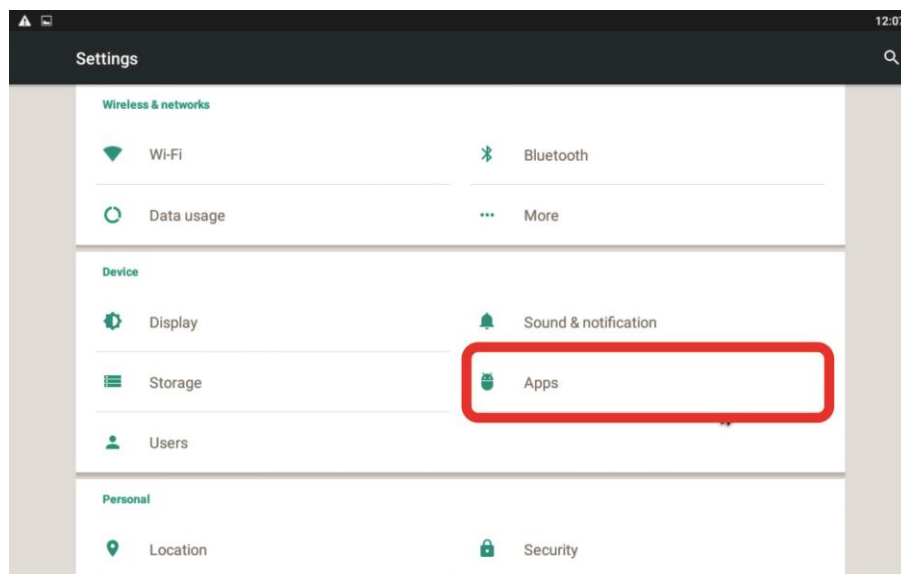 12:07
Settings
Wireless & networks
Wi-Fi
Bluetooth
Data usage
More
Device
Display
Sound & notification
Storage
Apps
Users
Personal
Location
Security